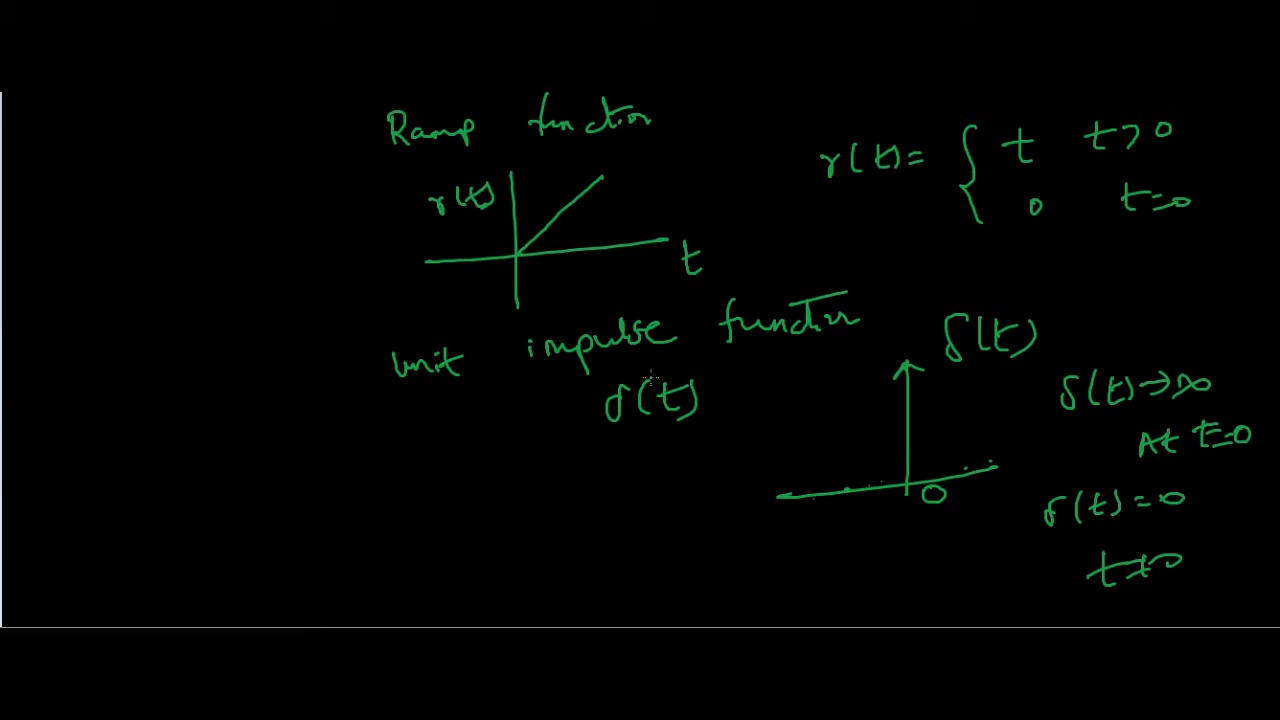 Ramp function
r(t)
t
r(t) = { t t>0
0 t=0
unit impulse function
δ(t)
δ(t)
0
δ(t)→∞
At t=0
δ(t)=0
t≠0